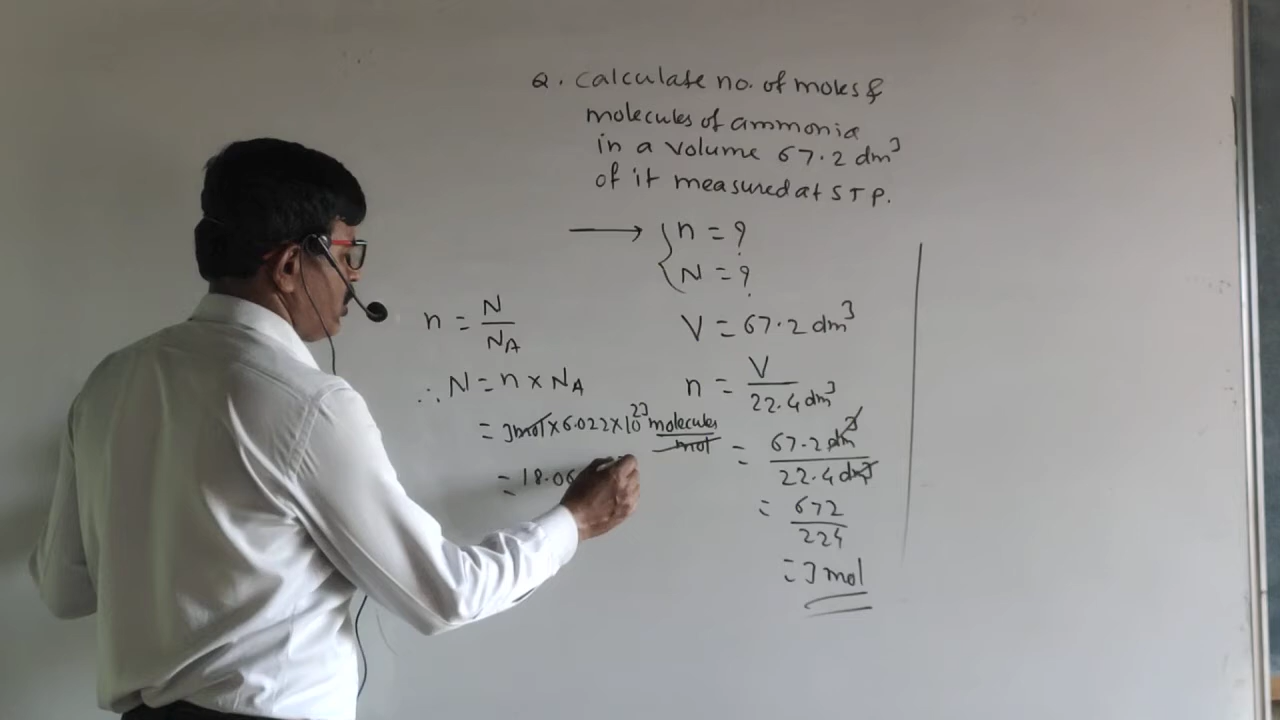 Q. Calculate no. of moles &
molecules of ammonia
in a volume 67.2 dm³
of it measured at STP.
→ { n = ?
N = ?
V = 67.2 dm³
n = V / 22.4 dm³
= 67.2 dm³ / 22.4 dm³
= 672 / 224
= 3 mol
n = N / N_A
∴ N = n × N_A
= 3 mol × 6.022 × 10²³ molecules / mol
= 18.06